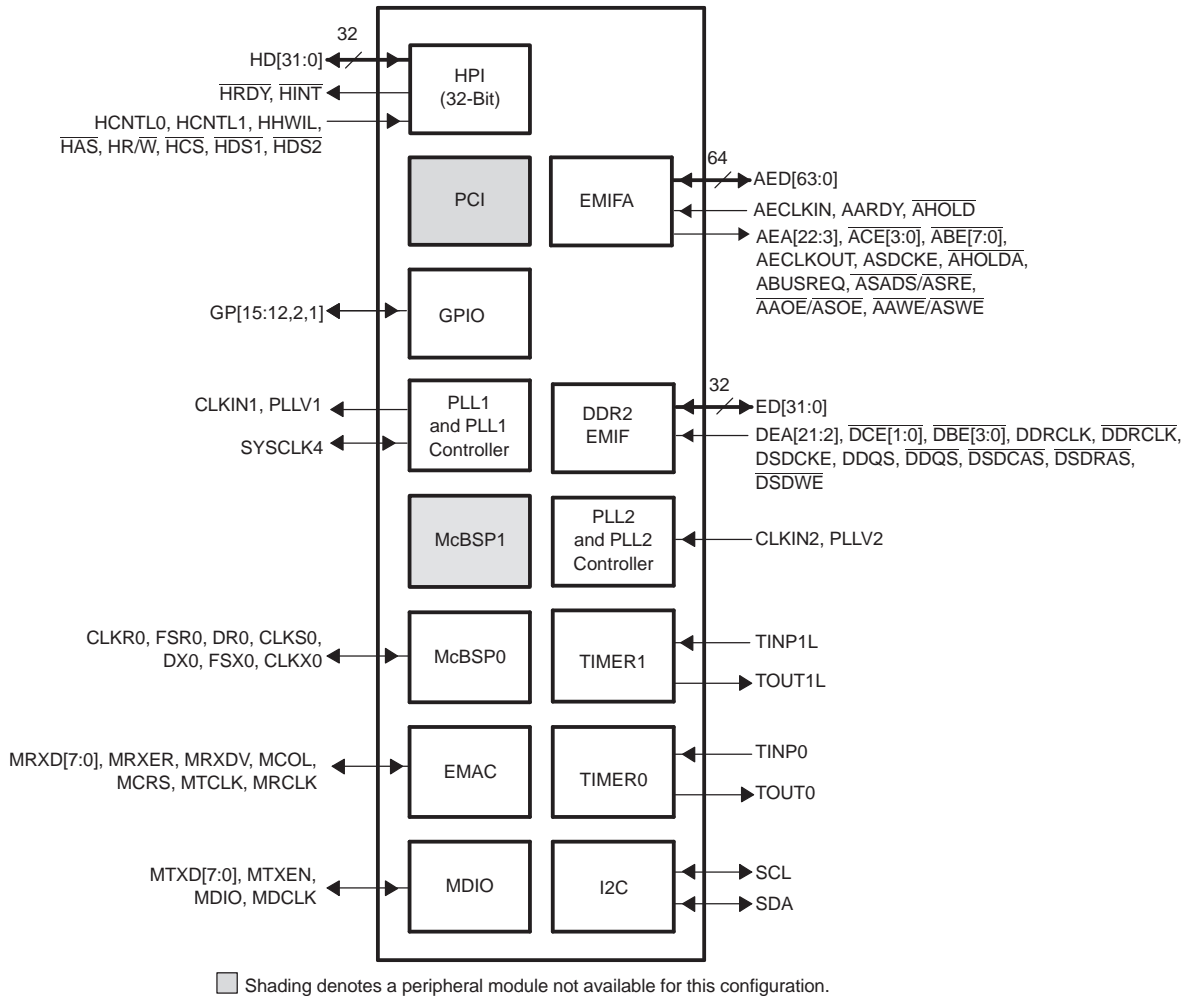 32
HD[31:0]
HRDY, HINT
HCNTL0, HCNTL1, HHWIL,
HAS, HR/W, HCS, HDS1, HDS2
HPI
(32-Bit)
PCI
EMIFA
64
AED[63:0]
AECLKIN, AARDY, AHOLD
AEA[22:3], ACE[3:0], ABE[7:0],
AECLKOUT, ASDCKE, AHOLDA,
ABUSREQ, ASADS/ASRE,
AAOE/ASOE, AAWE/ASWE
GP[15:12,2,1]
GPIO
CLKIN1, PLLV1
SYSCLK4
PLL1
and PLL1
Controller
DDR2
EMIF
32
ED[31:0]
DEA[21:2], DCE[1:0], DBE[3:0], DDRCLK, DDRCLK,
DSDCKE, DDQS, DDQS, DSDCAS, DSDRAS,
DSDWE
McBSP1
PLL2
and PLL2
Controller
CLKIN2, PLLV2
CLKR0, FSR0, DR0, CLKS0,
DX0, FSX0, CLKX0
McBSP0
TIMER1
TINP1L
TOUT1L
MRXD[7:0], MRXER, MRXDV, MCOL,
MCRS, MTCLK, MRCLK
EMAC
TIMER0
TINP0
TOUT0
MTXD[7:0], MTXEN,
MDIO, MDCLK
MDIO
I2C
SCL
SDA
Shading denotes a peripheral module not available for this configuration.